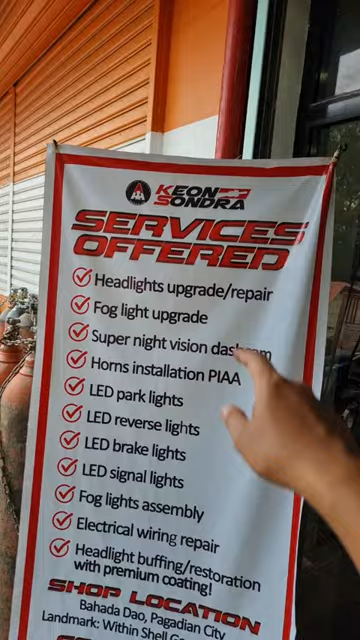 KEON
SONDRA
SERVICES
OFFERED
Headlights upgrade/repair
Fog light upgrade
Super night vision dashcam
Horns installation PIAA
LED park lights
LED reverse lights
LED brake lights
LED signal lights
Fog lights assembly
Electrical wiring repair
Headlight buffing/restoration
with premium coating!
SHOP LOCATION
Bahada Dao, Pagadian City
Landmark: Within Shell